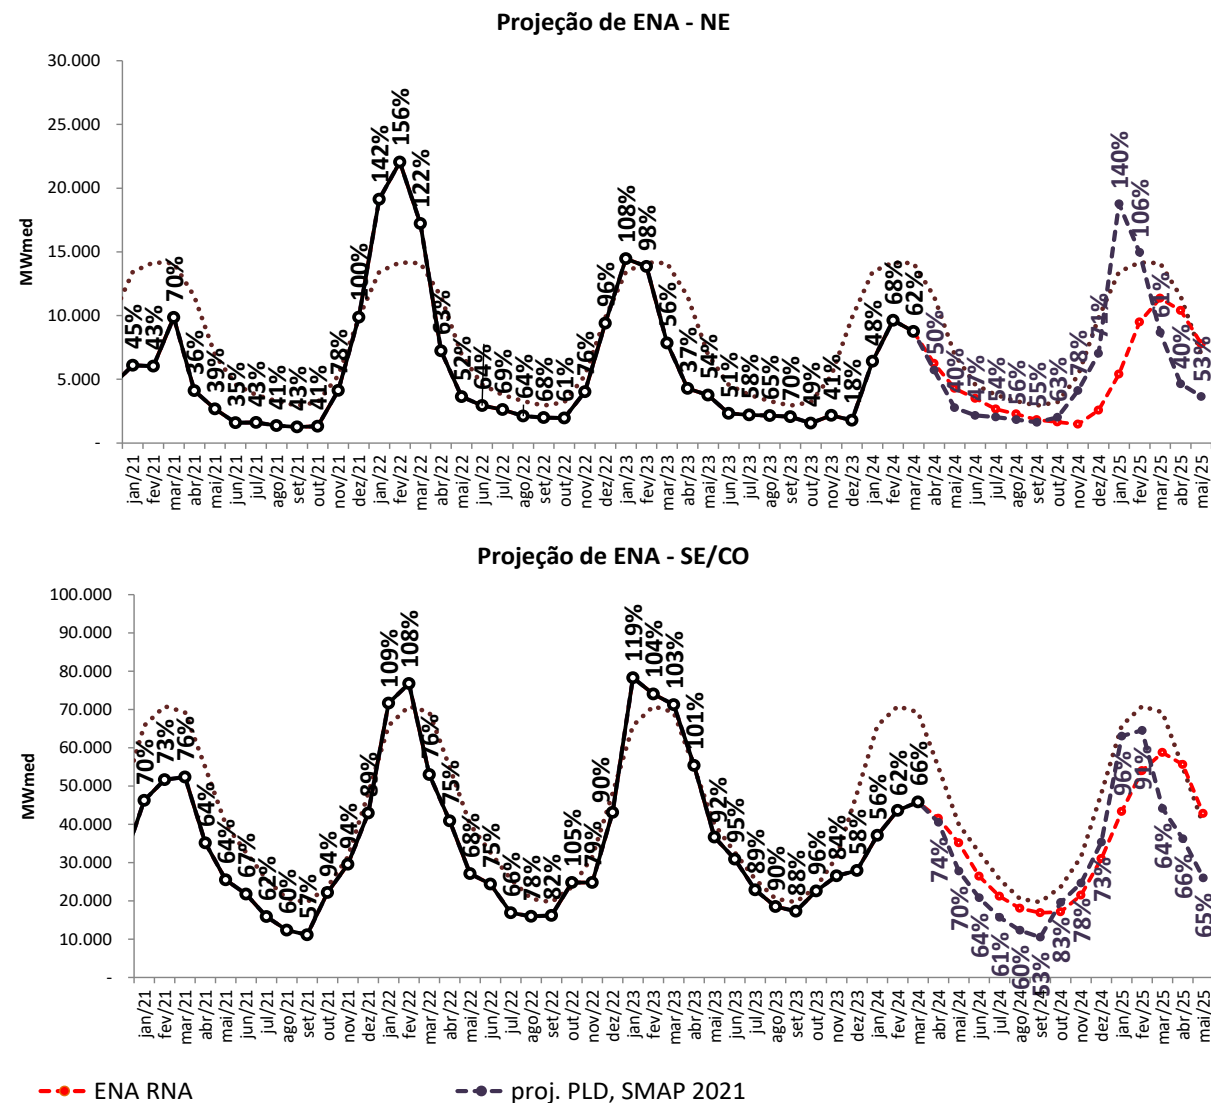 Projeção de ENA - NE
30.000
25.000
20.000
15.000
10.000
5.000
-
MWmed
45%
43%
70%
36%
39%
35%
43%
41%
43%
41%
78%
100%
142%
156%
122%
63%
52%
64%
69%
64%
68%
61%
76%
96%
108%
98%
56%
37%
54%
51%
58%
65%
70%
49%
41%
18%
48%
68%
62%
50%
40%
47%
54%
56%
55%
63%
78%
71%
140%
106%
61%
40%
53%
jan/21
fev/21
mar/21
abr/21
mai/21
jun/21
jul/21
ago/21
set/21
out/21
nov/21
dez/21
jan/22
fev/22
mar/22
abr/22
mai/22
jun/22
jul/22
ago/22
set/22
out/22
nov/22
dez/22
jan/23
fev/23
mar/23
abr/23
mai/23
jun/23
jul/23
ago/23
set/23
out/23
nov/23
dez/23
jan/24
fev/24
mar/24
abr/24
mai/24
jun/24
jul/24
ago/24
set/24
out/24
nov/24
dez/24
jan/25
fev/25
mar/25
abr/25
mai/25
Projeção de ENA - SE/CO
100.000
90.000
80.000
70.000
60.000
50.000
40.000
30.000
20.000
10.000
-
MWmed
70%
73%
76%
64%
64%
67%
62%
60%
57%
94%
94%
89%
109%
108%
76%
75%
68%
75%
66%
78%
82%
105%
79%
90%
119%
104%
103%
101%
92%
95%
89%
90%
88%
96%
84%
58%
56%
62%
66%
74%
70%
64%
61%
60%
53%
83%
78%
73%
96%
91%
64%
66%
65%
jan/21
fev/21
mar/21
abr/21
mai/21
jun/21
jul/21
ago/21
set/21
out/21
nov/21
dez/21
jan/22
fev/22
mar/22
abr/22
mai/22
jun/22
jul/22
ago/22
set/22
out/22
nov/22
dez/22
jan/23
fev/23
mar/23
abr/23
mai/23
jun/23
jul/23
ago/23
set/23
out/23
nov/23
dez/23
jan/24
fev/24
mar/24
abr/24
mai/24
jun/24
jul/24
ago/24
set/24
out/24
nov/24
dez/24
jan/25
fev/25
mar/25
abr/25
mai/25
ENA RNA
proj. PLD, SMAP 2021